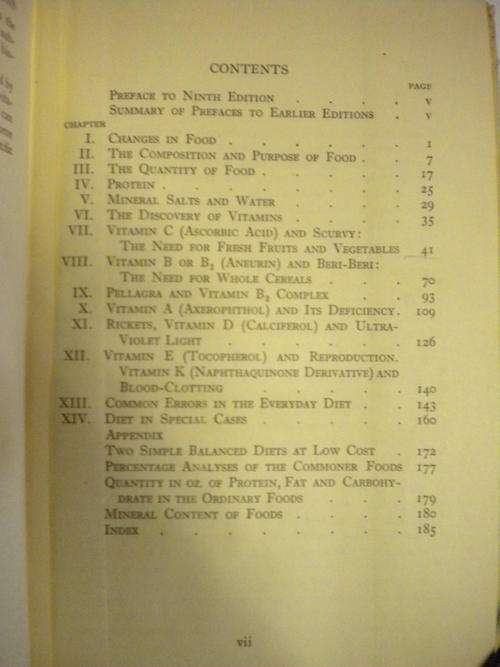 CONTENTS
PAGE
PREFACE TO NINTH EDITION . . . . v
SUMMARY OF PREFACES TO EARLIER EDITIONS . v
CHAPTER
I. CHANGES IN FOOD . . . . . . 1
II. THE COMPOSITION AND PURPOSE OF FOOD . . 7
III. THE QUANTITY OF FOOD . . . . . 17
IV. PROTEIN . . . . . . . . 25
V. MINERAL SALTS AND WATER . . . . 29
VI. THE DISCOVERY OF VITAMINS . . . . 35
VII. VITAMIN C (ASCORBIC ACID) AND SCURVY:
THE NEED FOR FRESH FRUITS AND VEGETABLES 41
VIII. VITAMIN B OR B₁ (ANEURIN) AND BERI-BERI:
THE NEED FOR WHOLE CEREALS . . . 70
IX. PELLAGRA AND VITAMIN B₂ COMPLEX . . 93
X. VITAMIN A (AXEROPHTHOL) AND ITS DEFICIENCY. 109
XI. RICKETS, VITAMIN D (CALCIFEROL) AND ULTRA-
VIOLET LIGHT . . . . . . 126
XII. VITAMIN E (TOCOPHEROL) AND REPRODUCTION.
VITAMIN K (NAPHTHAQUINONE DERIVATIVE) AND
BLOOD-CLOTTING . . . . . 140
XIII. COMMON ERRORS IN THE EVERYDAY DIET . . 143
XIV. DIET IN SPECIAL CASES . . . . . 160
APPENDIX
TWO SIMPLE BALANCED DIETS AT LOW COST . 172
PERCENTAGE ANALYSES OF THE COMMONER FOODS 177
QUANTITY IN OZ. OF PROTEIN, FAT AND CARBOHY-
DRATE IN THE ORDINARY FOODS . . . 179
MINERAL CONTENT OF FOODS . . . . 180
INDEX . . . . . . . . 185
vii